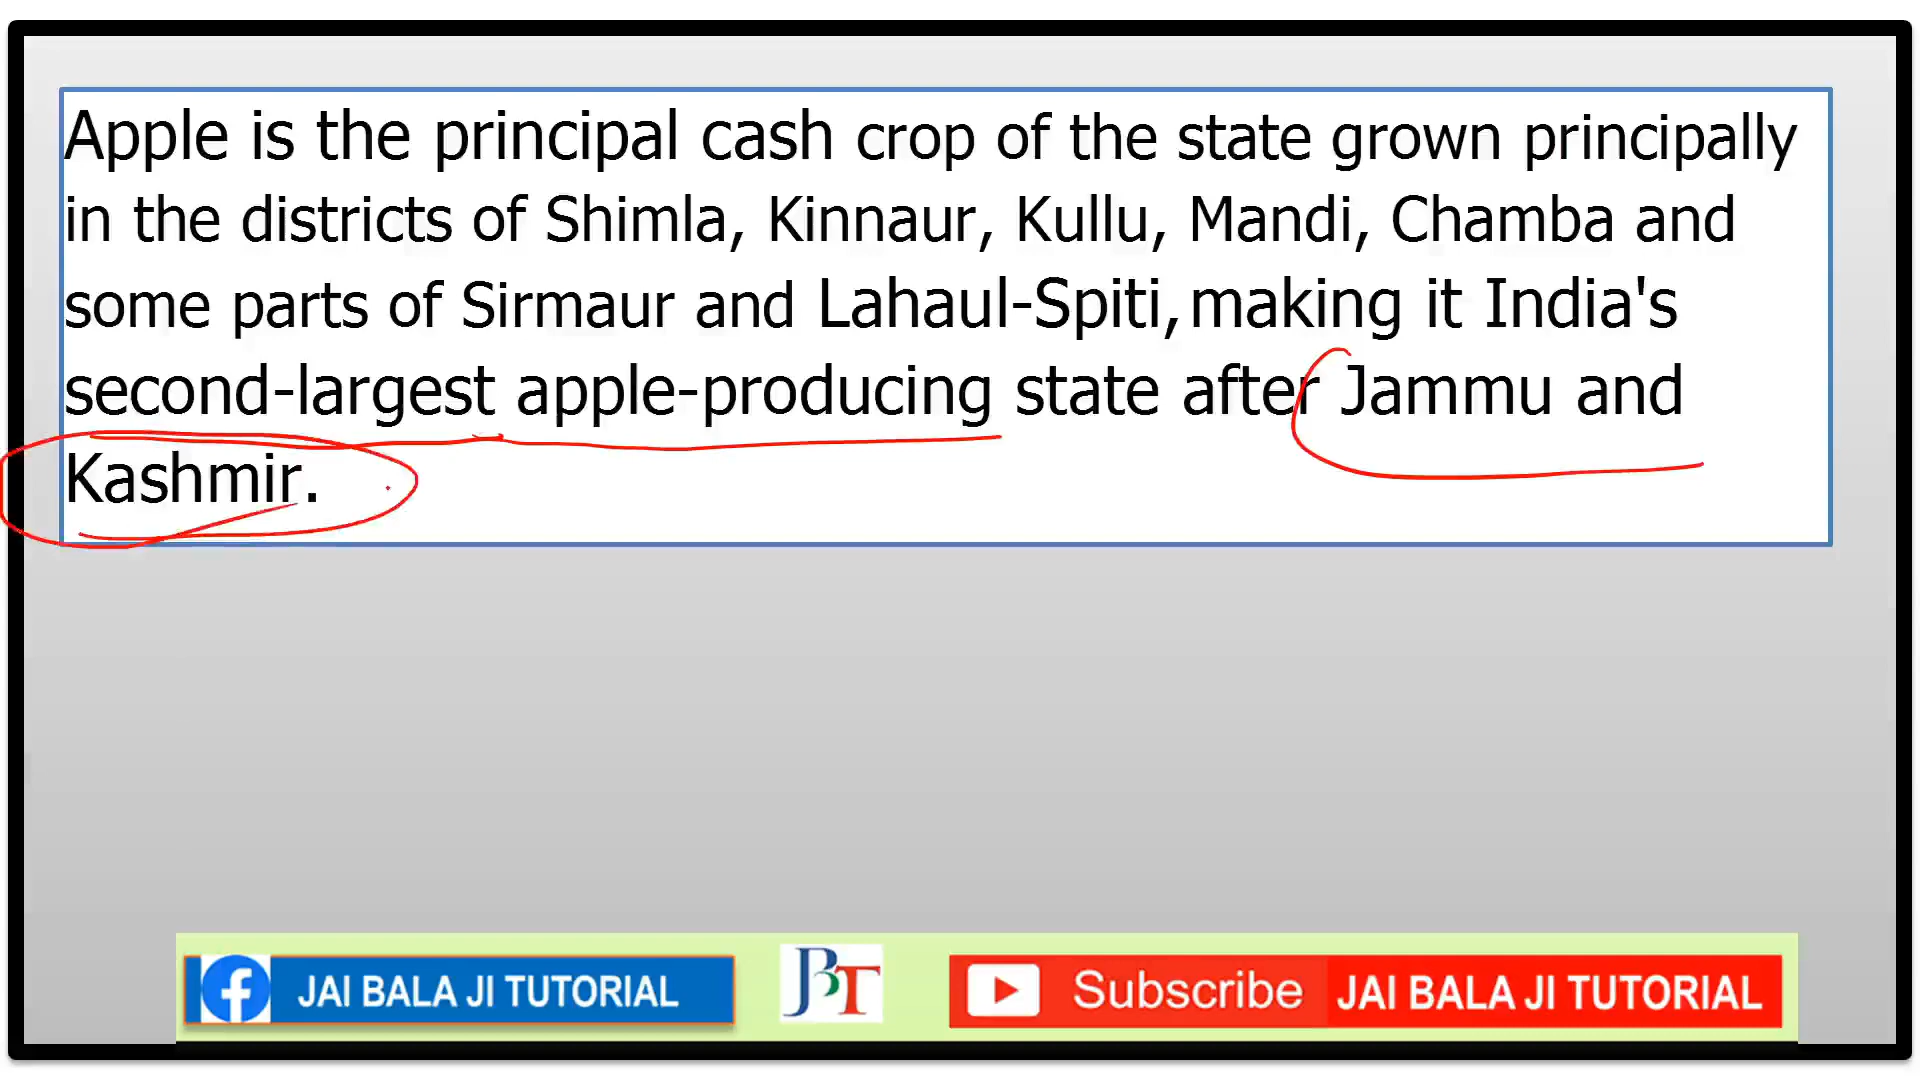 Apple is the principal cash crop of the state grown principally
in the districts of Shimla, Kinnaur, Kullu, Mandi, Chamba and
some parts of Sirmaur and Lahaul-Spiti, making it India's
second-largest apple-producing state after Jammu and
Kashmir.
JAI BALA JI TUTORIAL
JBT
Subscribe JAI BALA JI TUTORIAL